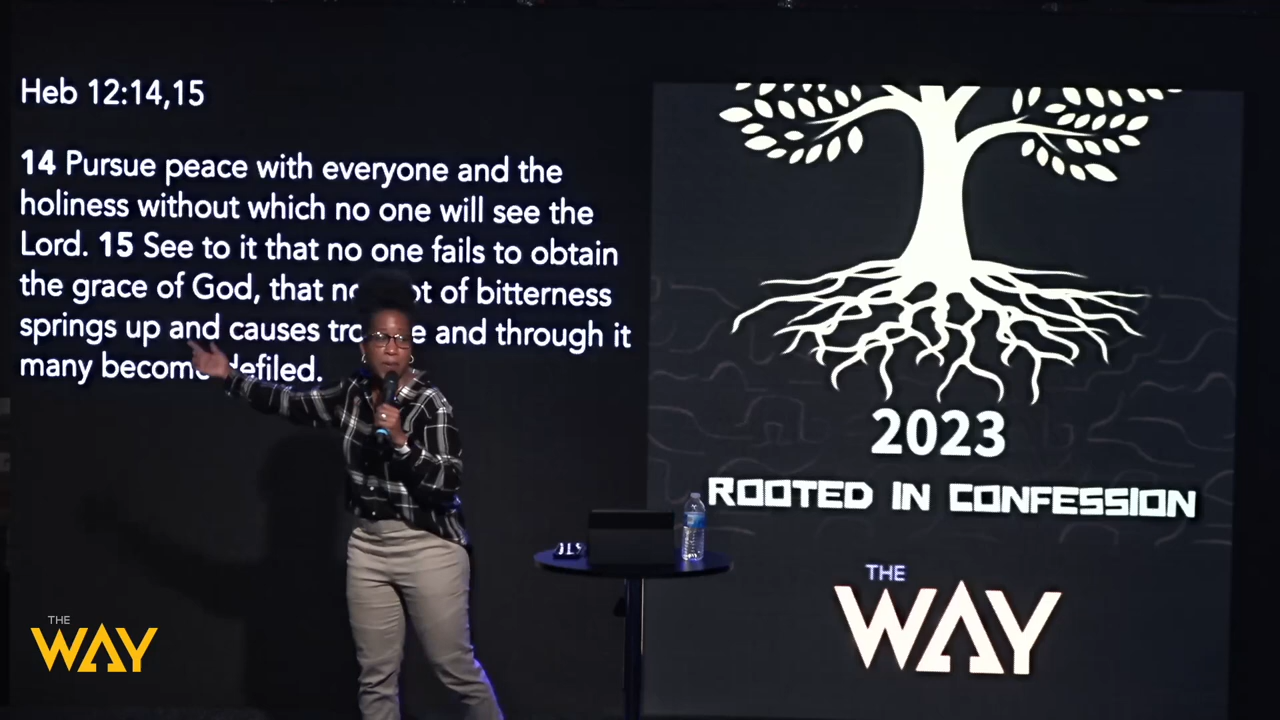 Heb 12:14,15
14 Pursue peace with everyone and the
holiness without which no one will see the
Lord. 15 See to it that no one fails to obtain
the grace of God, that of bitterness
springs up and causes and through it
many become defiled.
2023
ROOTED IN CONFESSION
THE
WAY
THE
WAY